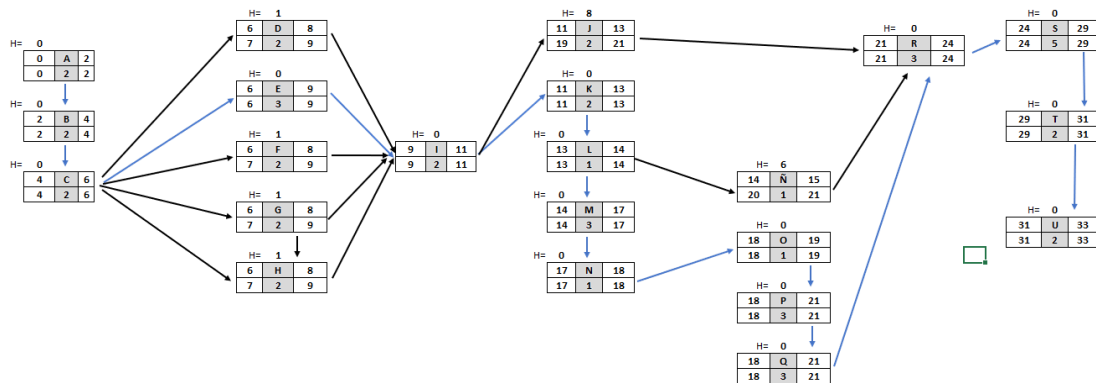 H= 0
0 A 2
0 2 2
H= 0
2 B 4
2 2 4
H= 0
4 C 6
4 2 6
H= 1
6 D 8
7 2 9
H= 0
6 E 9
6 3 9
H= 1
6 F 8
7 2 9
H= 1
6 G 8
7 2 9
H= 1
6 H 8
7 2 9
H= 0
9 I 11
9 2 11
H= 8
11 J 13
19 2 21
H= 0
11 K 13
11 2 13
H= 0
13 L 14
13 1 14
H= 0
14 M 17
14 3 17
H= 0
17 N 18
17 1 18
H= 6
14 Ñ 15
20 1 21
H= 0
18 O 19
18 1 19
H= 0
18 P 21
18 3 21
H= 0
18 Q 21
18 3 21
H= 0
21 R 24
21 3 24
H= 0
24 S 29
24 5 29
H= 0
29 T 31
29 2 31
H= 0
31 U 33
31 2 33